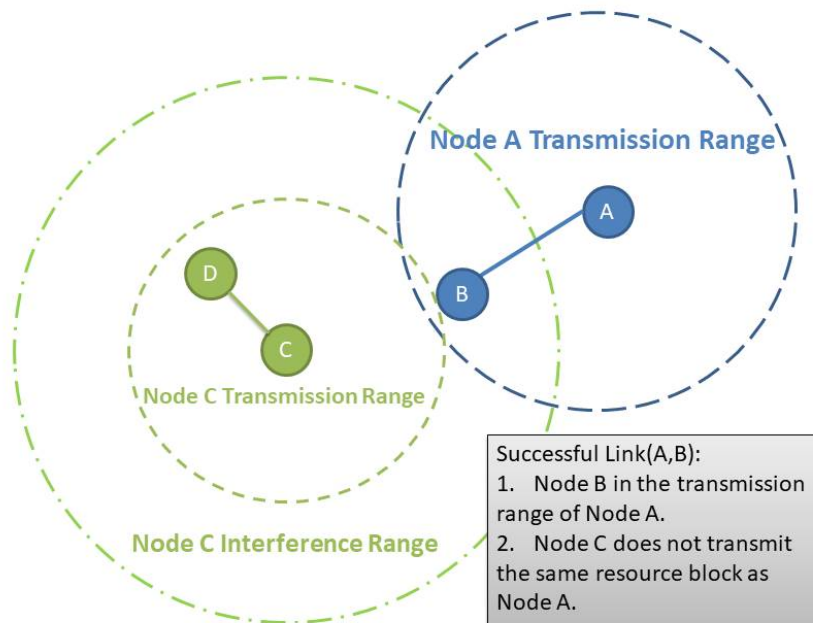 Node A Transmission Range
A
D
B
C
Node C Transmission Range
Node C Interference Range
Successful Link(A,B):
1. Node B in the transmission
range of Node A.
2. Node C does not transmit
the same resource block as
Node A.